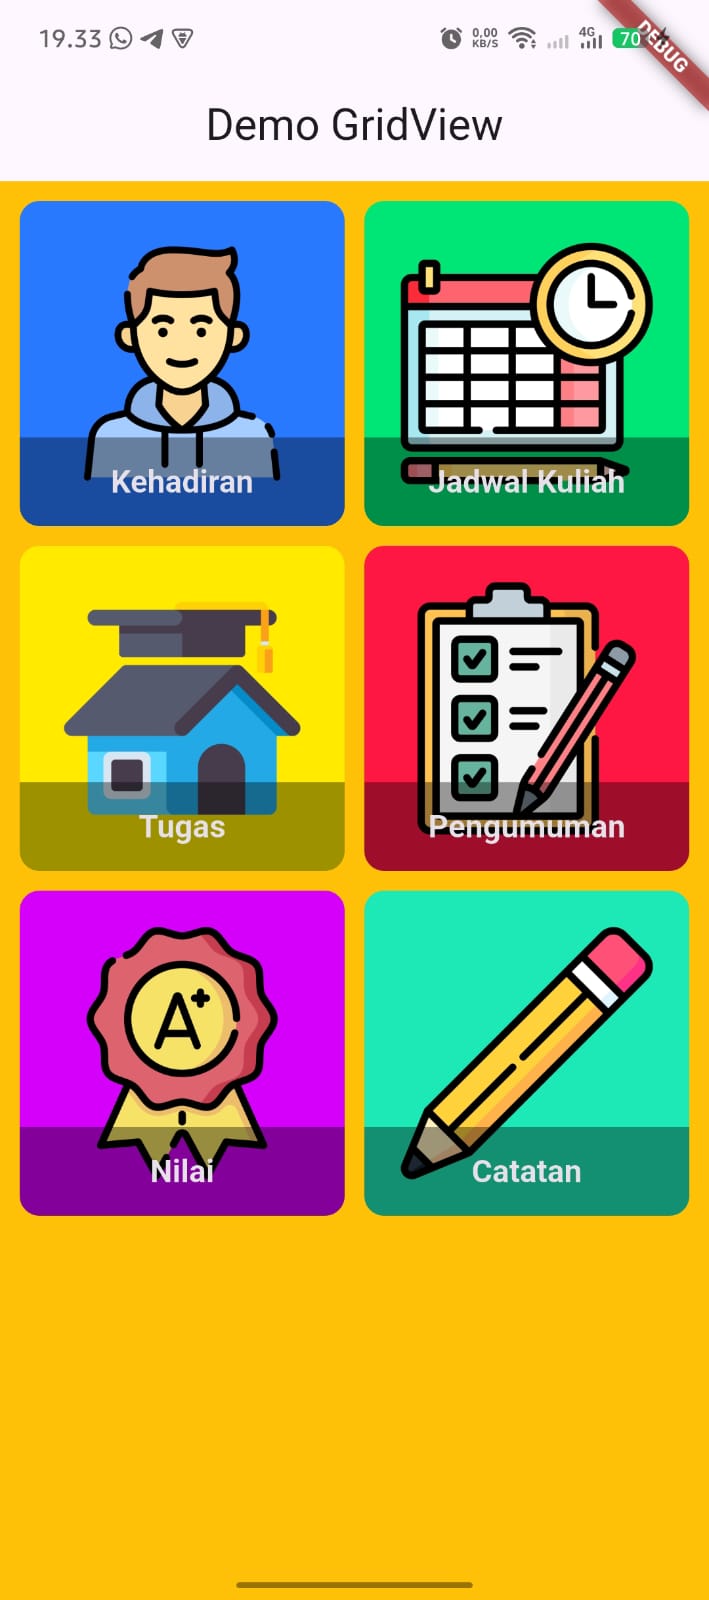 19.33
0,00
KB/S
4G
70
DEBUG
Demo GridView
Kehadiran
Jadwal Kuliah
Tugas
Pengumuman
A+
Nilai
Catatan